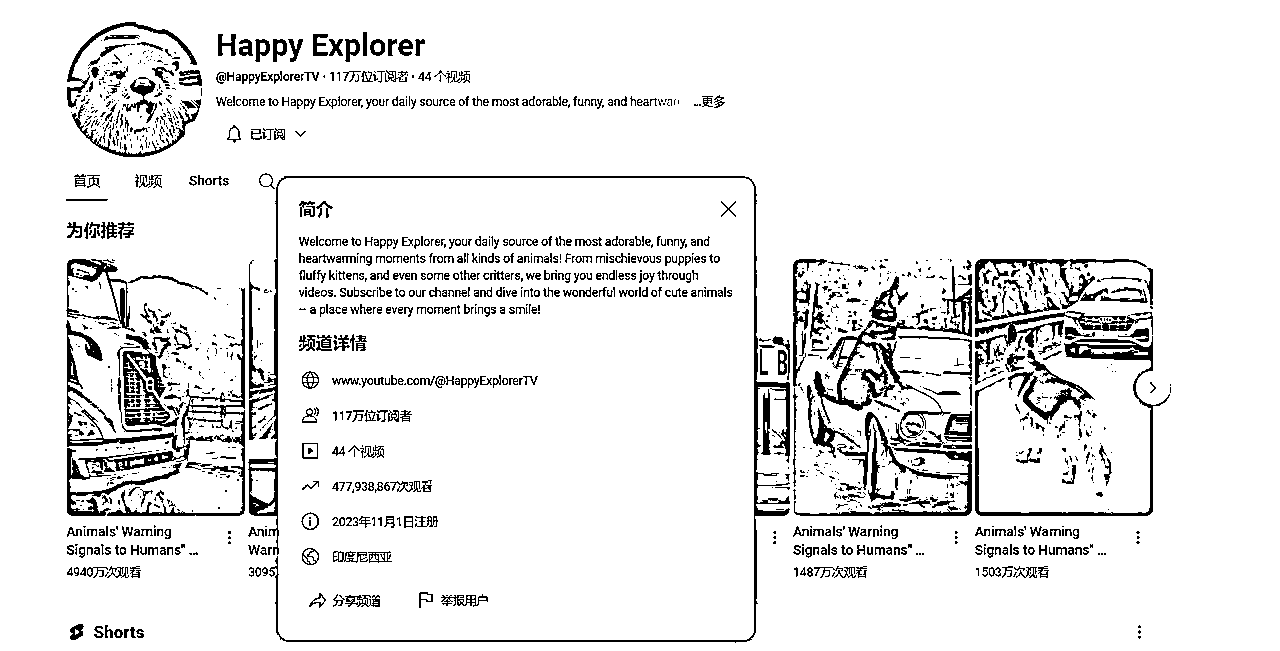 Happy Explorer
@HappyExplorerTV · 117万位订阅者 · 44 个视频
Welcome to Happy Explorer, your daily source of the most adorable, funny, and ...更多
已订阅
首页 视频 Shorts
为你推荐
简介
Welcome to Happy Explorer, your daily source of the most adorable, funny, and
heartwarming moments from all kinds of animals! From mischievous puppies to
fluffy kittens, and even some other critters, we bring you endless joy through
videos. Subscribe to our channel and dive into the wonderful world of cute animals
– a place where every moment brings a smile!
频道详情
www.youtube.com/@HappyExplorerTV
117万位订阅者
44 个视频
477,938,867次观看
2023年11月1日注册
印度尼西亚
分享频道 举报用户
L B
Animals' Warning
Signals to Humans" ...
4940万次观看
Anim
Warn
3095
Animals' Warning
Signals to Humans" ...
1487万次观看
Animals' Warning
Signals to Humans" ...
1503万次观看
Shorts